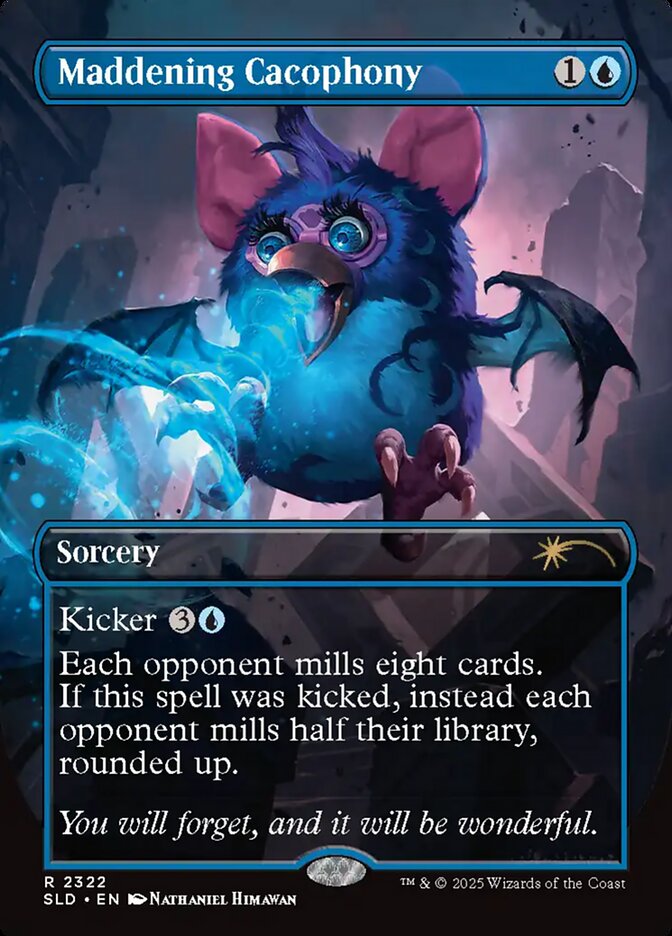 Maddening Cacophony 1
Sorcery
Kicker 3
Each opponent mills eight cards.
If this spell was kicked, instead each
opponent mills half their library,
rounded up.
You will forget, and it will be wonderful.
R 2322
SLD • EN Nathaniel Himawan
™ & © 2025 Wizards of the Coast